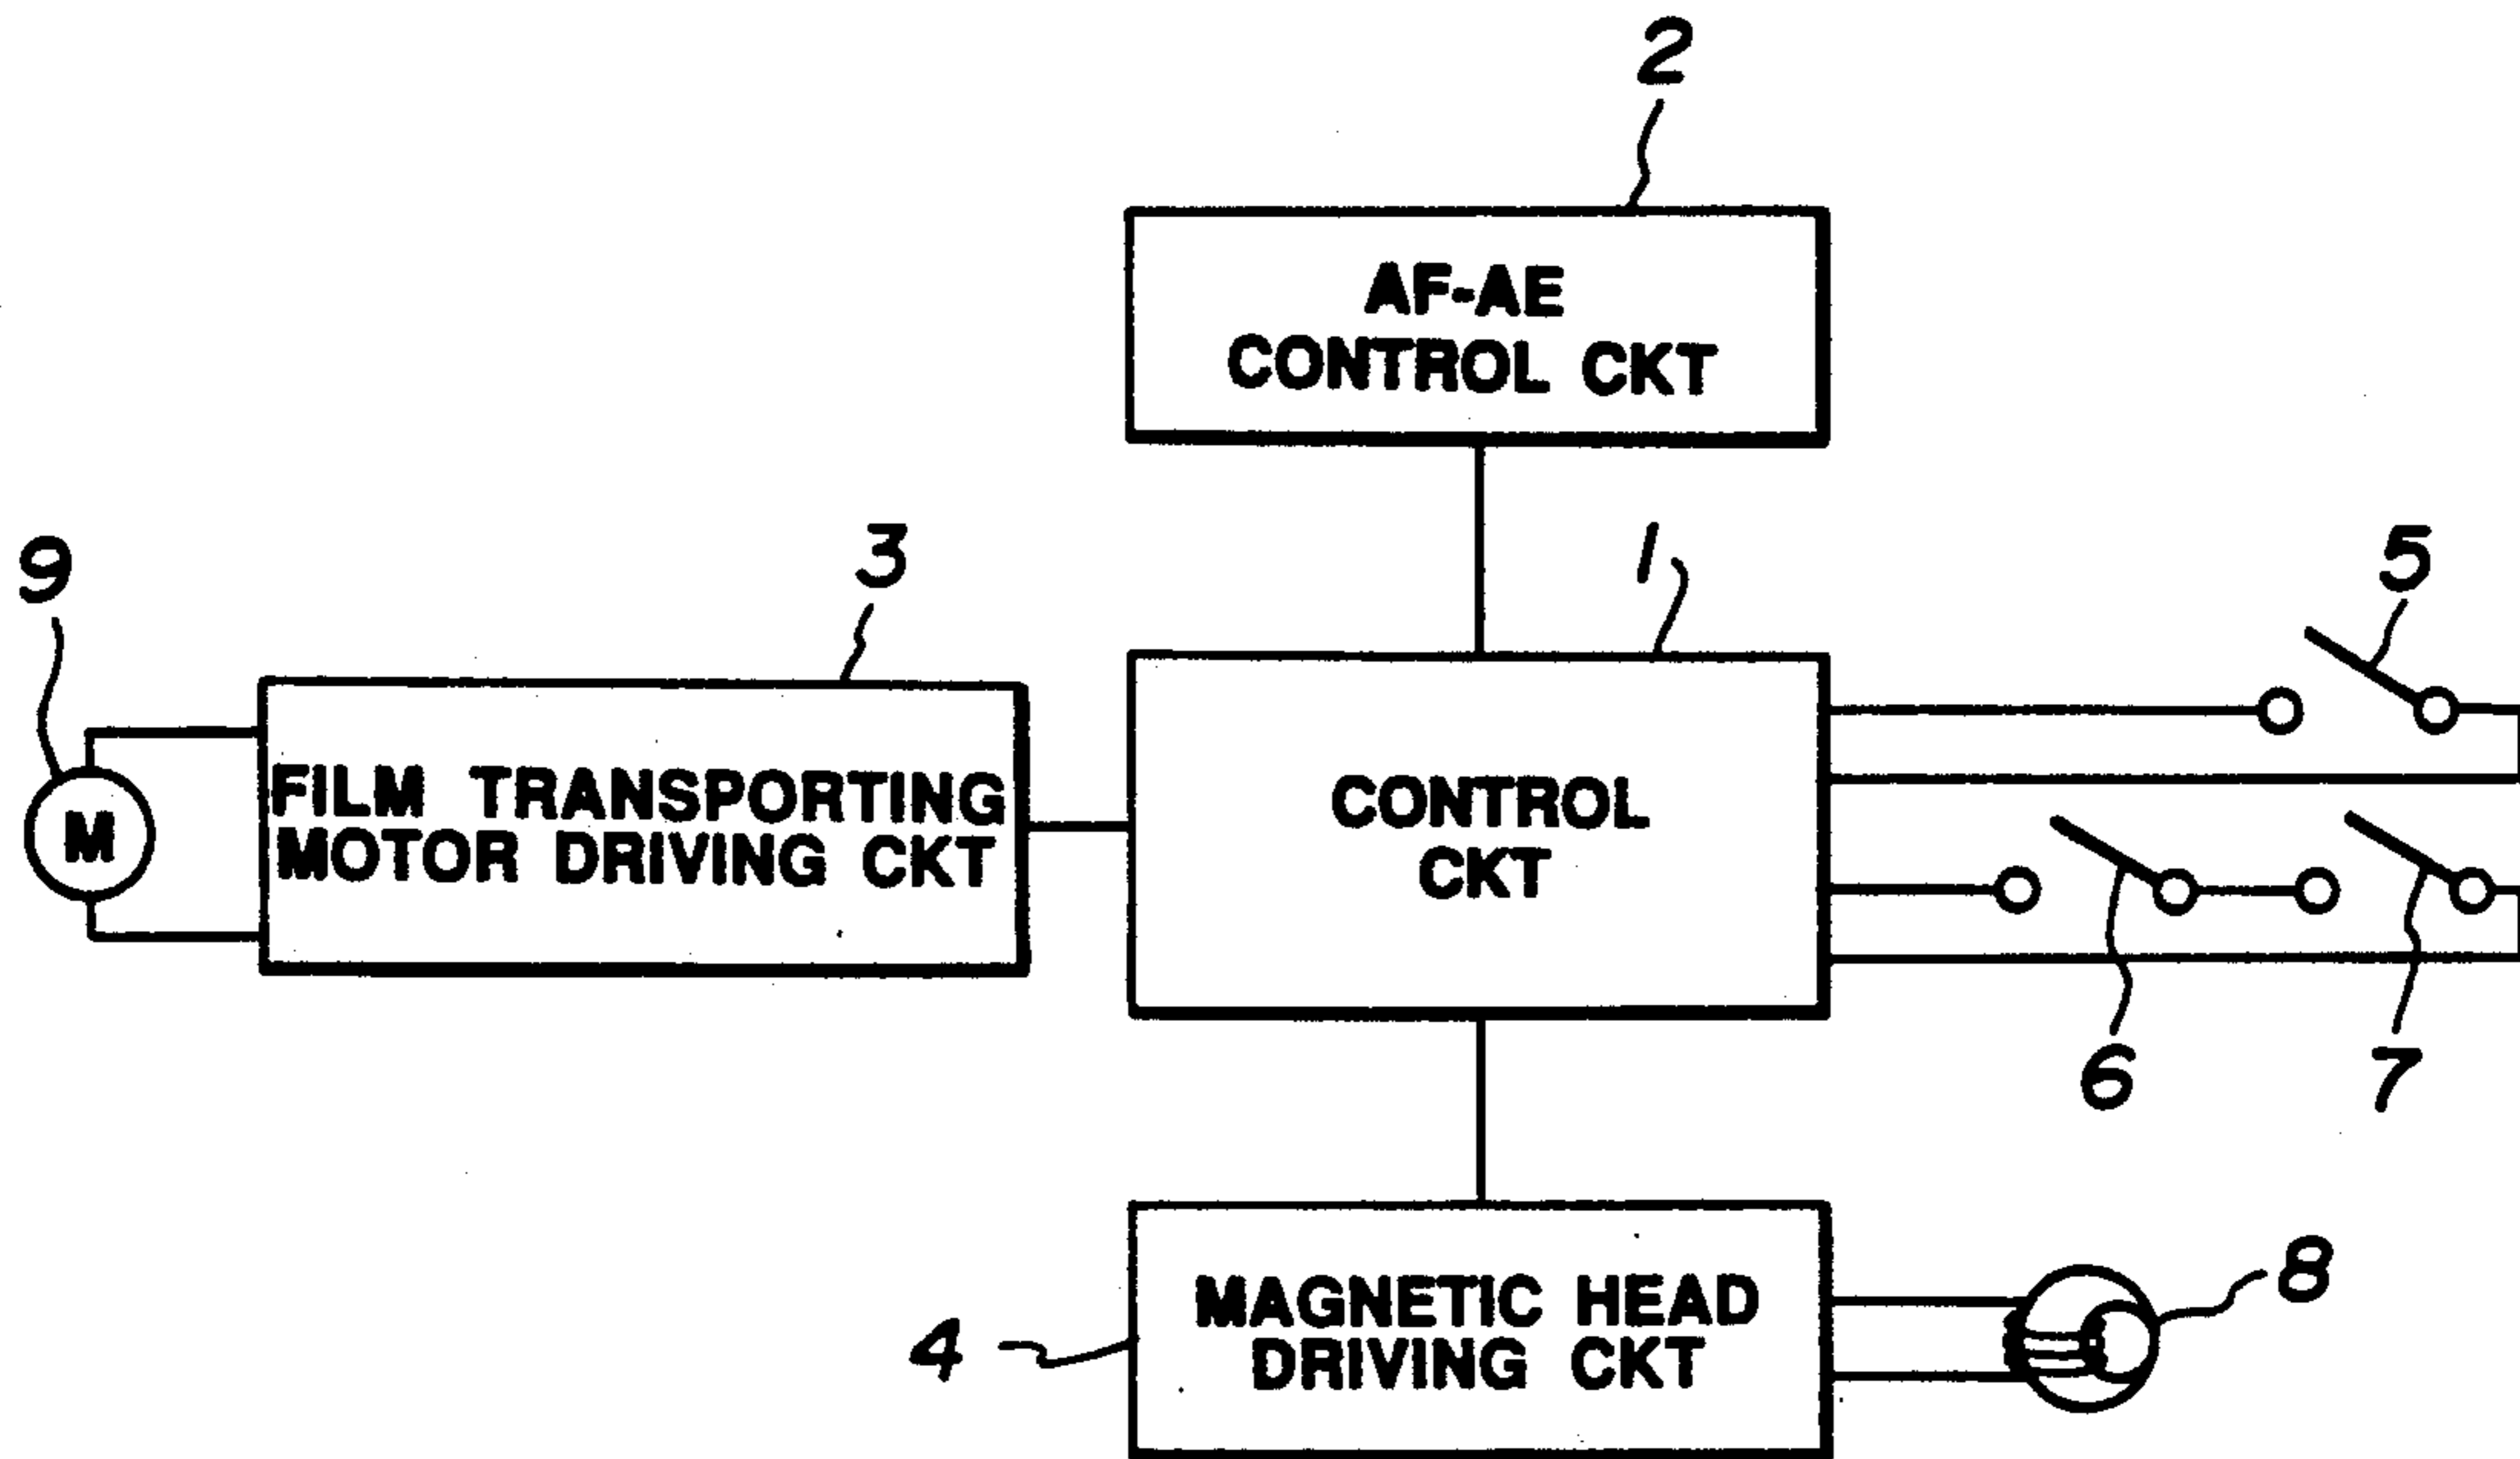 2
AF-AE
CONTROL CKT
9
3
1
5
FILM TRANSPORTING
MOTOR DRIVING CKT
M
CONTROL
CKT
6
7
4
MAGNETIC HEAD
DRIVING CKT
8